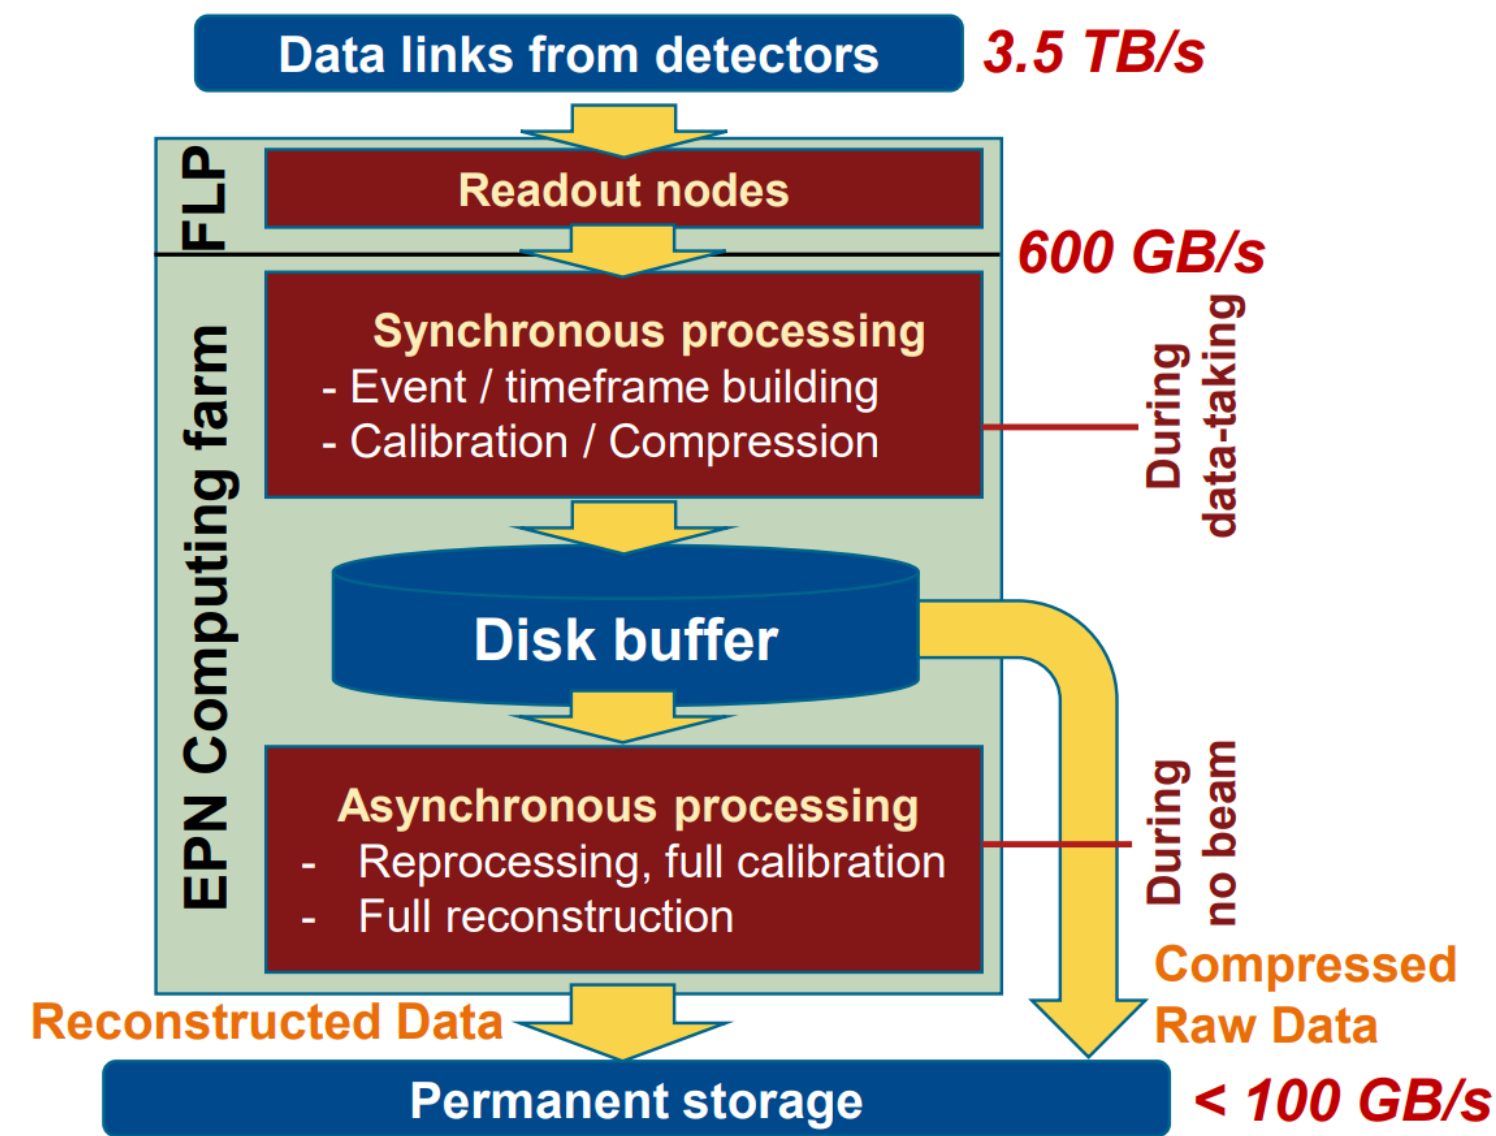 Data links from detectors
3.5 TB/s
FLP
Readout nodes
600 GB/s
EPN Computing farm
Synchronous processing
- Event / timeframe building
- Calibration / Compression
During
data-taking
Disk buffer
Asynchronous processing
- Reprocessing, full calibration
- Full reconstruction
During
no beam
Reconstructed Data
Compressed
Raw Data
Permanent storage
< 100 GB/s